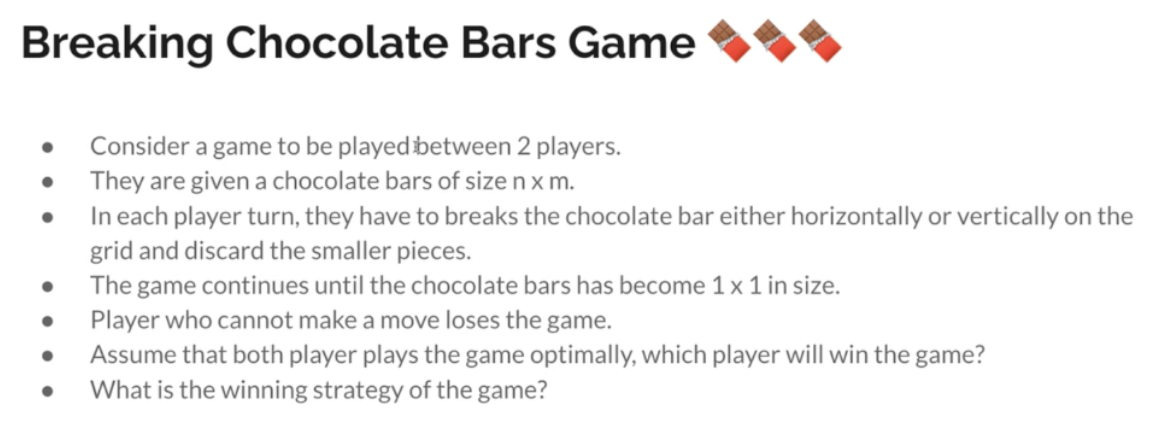 Breaking Chocolate Bars Game 🍫🍫🍫
● Consider a game to be played between 2 players.
● They are given a chocolate bars of size n x m.
● In each player turn, they have to breaks the chocolate bar either horizontally or vertically on the
grid and discard the smaller pieces.
● The game continues until the chocolate bars has become 1 x 1 in size.
● Player who cannot make a move loses the game.
● Assume that both player plays the game optimally, which player will win the game?
● What is the winning strategy of the game?